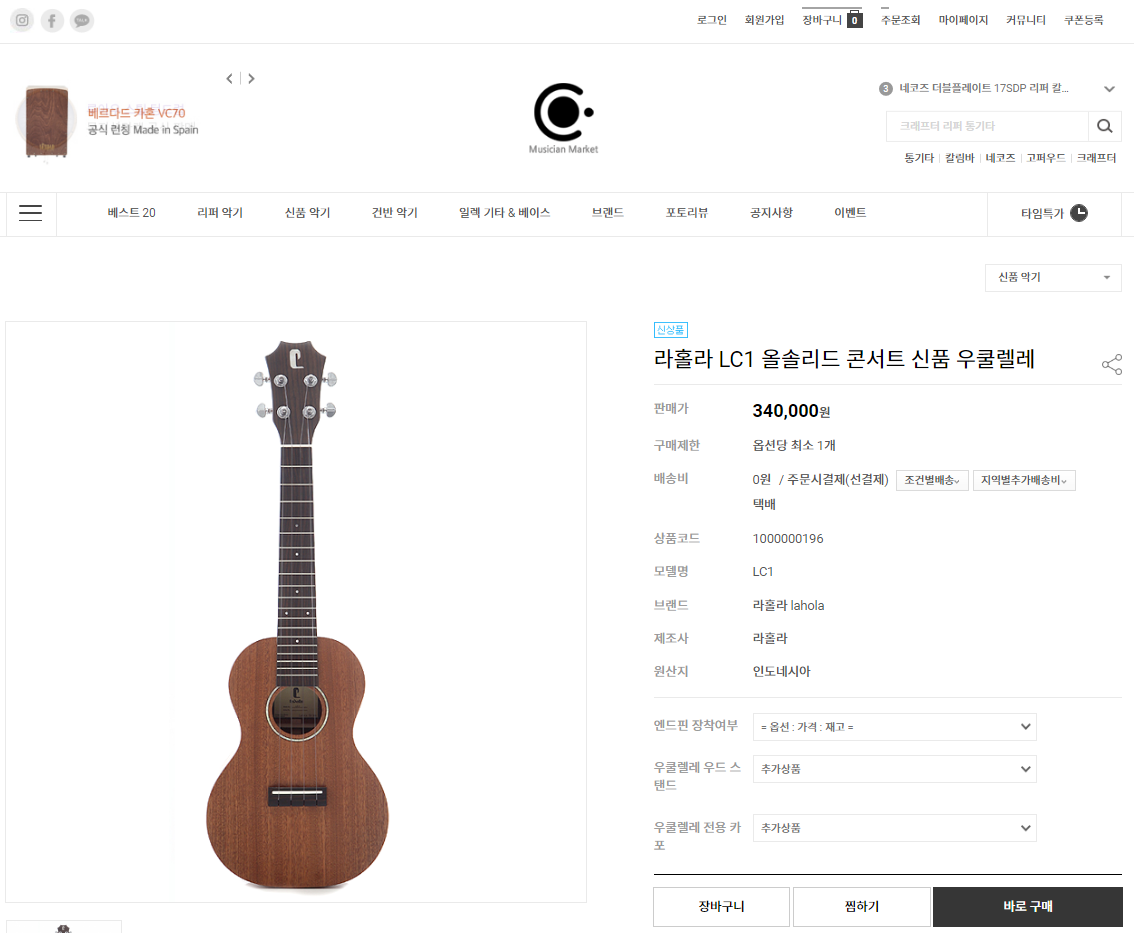 로그인 회원가입 장바구니 0 주문조회 마이페이지 커뮤니티 쿠폰등록
베르다드 카혼 VC70
공식 런칭 Made in Spain
Musician Market
3 네코즈 더블플레이트 17SDP 리퍼 칼...
크래프터 리퍼 통기타
통기타 칼림바 네코즈 고퍼우드 크래프터
베스트 20 리퍼 악기 신품 악기 건반 악기 일렉 기타 & 베이스 브랜드 포토리뷰 공지사항 이벤트 타임특가
신품 악기
신상품
라홀라 LC1 올솔리드 콘서트 신품 우쿨렐레
판매가 340,000원
구매제한 옵션당 최소 1개
배송비 0원 / 주문시결제(선결제) 조건별배송 지역별추가배송비
택배
상품코드 1000000196
모델명 LC1
브랜드 라홀라 lahola
제조사 라홀라
원산지 인도네시아
엔드핀 장착여부 = 옵션 : 가격 : 재고 =
우쿨렐레 우드 스 추가상품
탠드
우쿨렐레 전용 카 추가상품
포
장바구니 찜하기 바로 구매